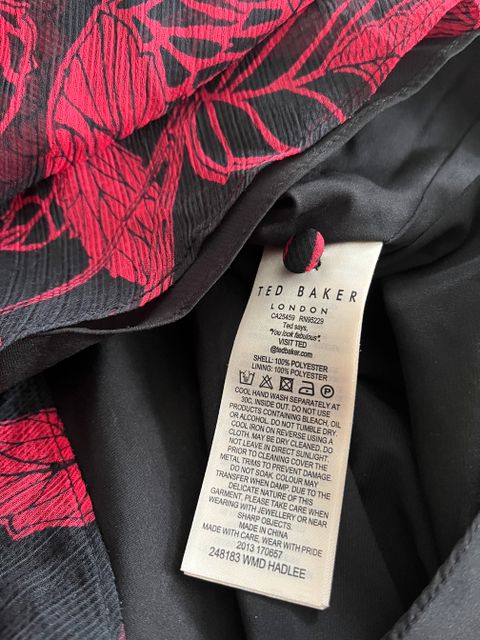 TED BAKER
LONDON
CA25459 RN95229
Ted says,
"You look fabulous".
VISIT TED
@tedbaker.com
SHELL: 100% POLYESTER
LINING: 100% POLYESTER
P
COOL HAND WASH SEPARATELY AT
30C. INSIDE OUT. DO NOT USE
PRODUCTS CONTAINING BLEACH, OIL
OR ALCOHOL. DO NOT TUMBLE DRY.
COOL IRON ON REVERSE USING A
CLOTH. MAY BE DRY CLEANED. DO
NOT LEAVE IN DIRECT SUNLIGHT.
PRIOR TO CLEANING COVER THE
METAL TRIMS TO PREVENT DAMAGE.
DO NOT SOAK. COLOUR MAY
TRANSFER WHEN DAMP. DUE TO THE
DELICATE NATURE OF THIS
GARMENT, PLEASE TAKE CARE WHEN
WEARING WITH JEWELLERY OR NEAR
SHARP OBJECTS.
MADE IN CHINA
MADE WITH CARE, WEAR WITH PRIDE
2013 170657
248183 WMD HADLEE